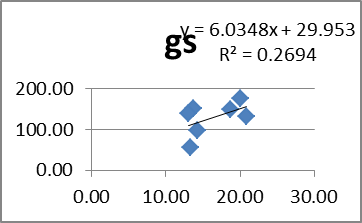 y = 6.0348x + 29.953
gs
R² = 0.2694
200.00
100.00
0.00
0.00 10.00 20.00 30.00